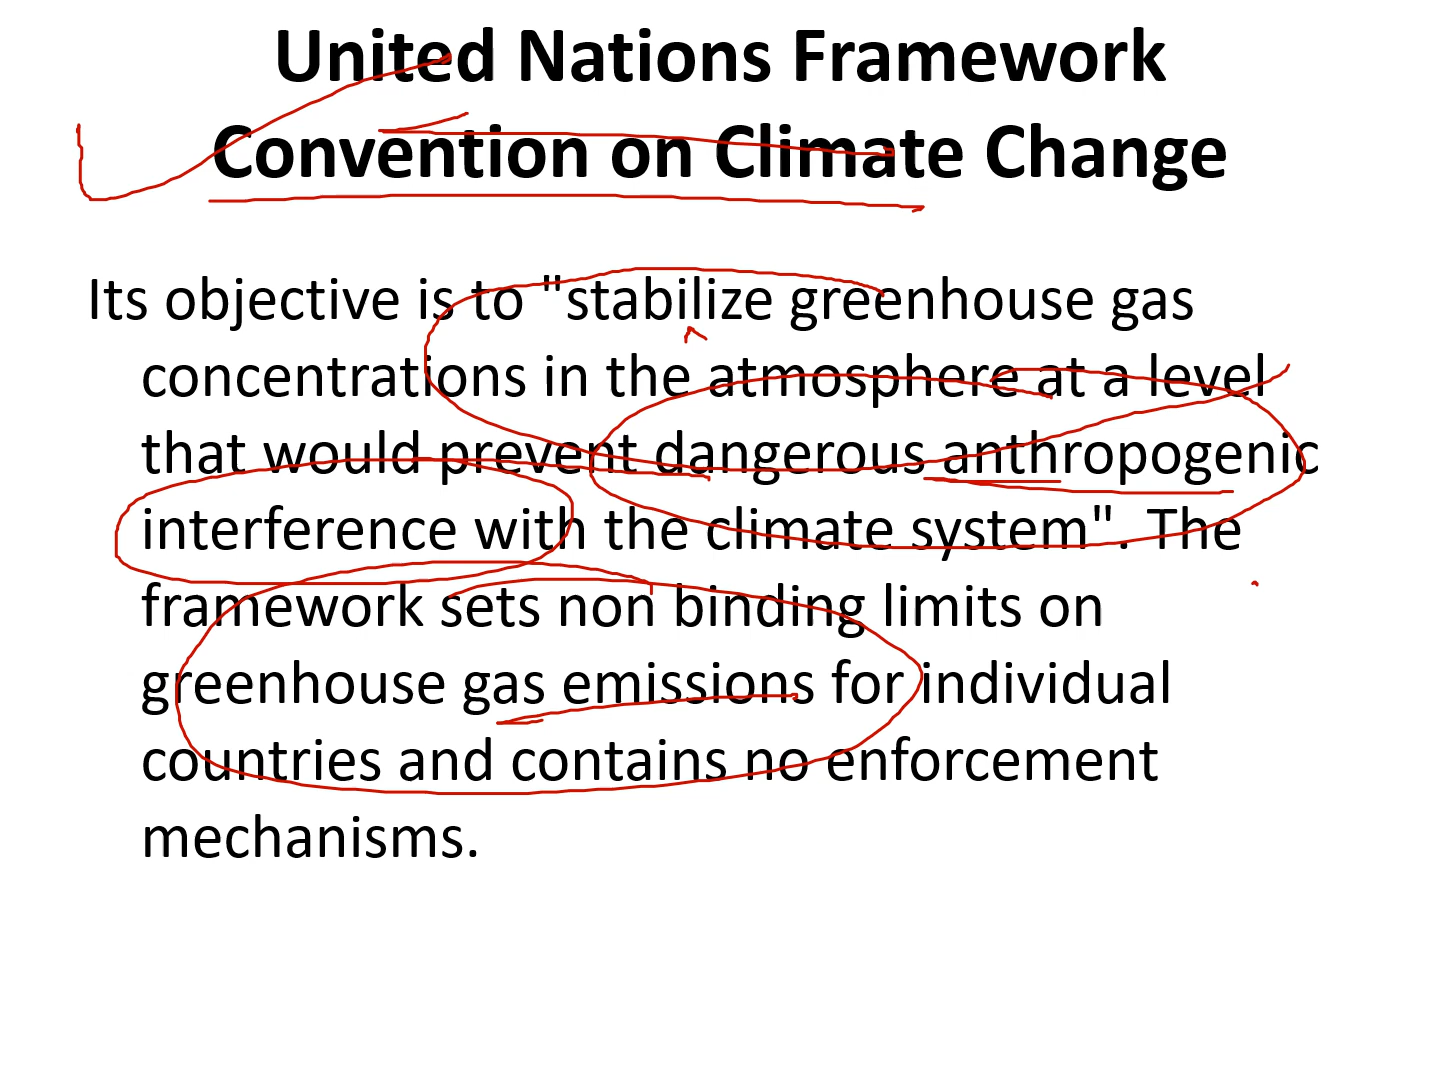 United Nations Framework
Convention on Climate Change
Its objective is to "stabilize greenhouse gas
concentrations in the atmosphere at a level
that would prevent dangerous anthropogenic
interference with the climate system". The
framework sets non binding limits on
greenhouse gas emissions for individual
countries and contains no enforcement
mechanisms.